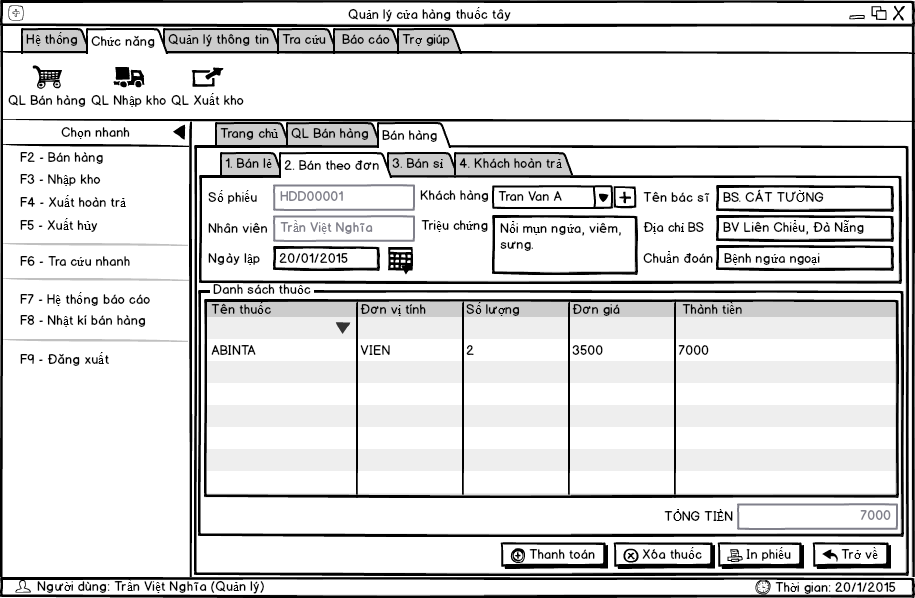 Quản lý cửa hàng thuốc tây
Hệ thống Chức năng Quản lý thông tin Tra cứu Báo cáo Trợ giúp
QL Bán hàng QL Nhập kho QL Xuất kho
Chọn nhanh
F2 - Bán hàng
F3 - Nhập kho
F4 - Xuất hoàn trả
F5 - Xuất hủy
F6 - Tra cứu nhanh
F7 - Hệ thống báo cáo
F8 - Nhật kí bán hàng
F9 - Đăng xuất
Trang chủ QL Bán hàng Bán hàng
1. Bán lẻ 2. Bán theo đơn 3. Bán sỉ 4. Khách hoàn trả
Số phiếu HDD00001 Khách hàng Tran Van A Tên bác sĩ BS. CÁT TƯỜNG
Nhân viên Trần Việt Nghĩa Triệu chứng Nổi mụn ngứa, viêm, Địa chỉ BS BV Liên Chiểu, Đà Nẵng
sưng.
Ngày lập 20/01/2015 Chuẩn đoán Bệnh ngứa ngoại
Danh sách thuốc
Tên thuốc Đơn vị tính Số lượng Đơn giá Thành tiền
ABINTA VIEN 2 3500 7000
TỔNG TIỀN 7000
Thanh toán Xóa thuốc In phiếu Trở về
Người dùng: Trần Việt Nghĩa (Quản lý) Thời gian: 20/1/2015